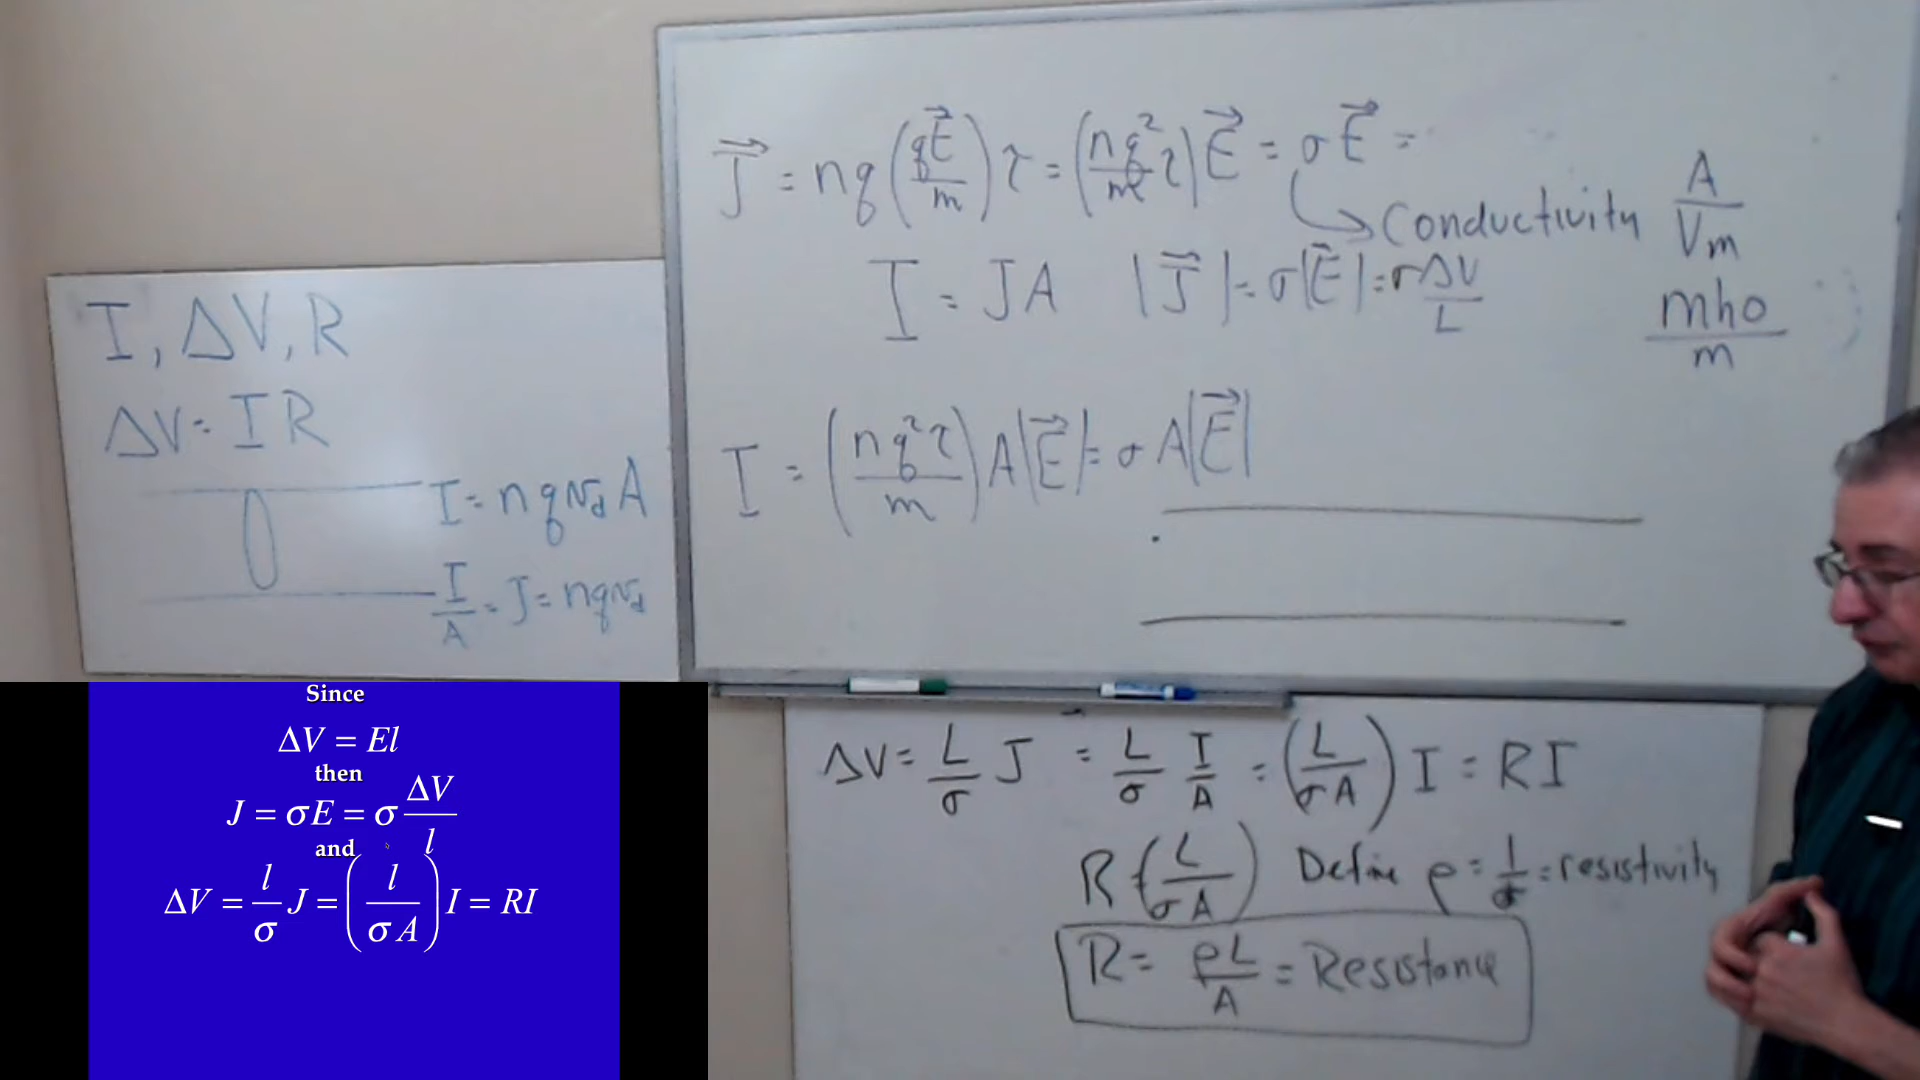 I, ΔV, R
ΔV = IR
I = nqv_d A
I/A = J = nqv_d
J⃗ = nq(qE⃗/m)τ = (nq²/m τ)E⃗ = σE⃗ =
Conductivity A/Vm
I = JA |J⃗| = σ|E⃗| = σΔV/L
mho/m
I = (nq²τ/m)A|E⃗| = σA|E⃗|
Since
ΔV = El
then
J = σE = σ ΔV/l
and
ΔV = l/σ J = (l/σA)I = RI
ΔV = L/σ J = L/σ I/A = (L/σA)I = RI
R = (L/σA) Define ρ = 1/σ = resistivity
R = ρL/A = Resistance